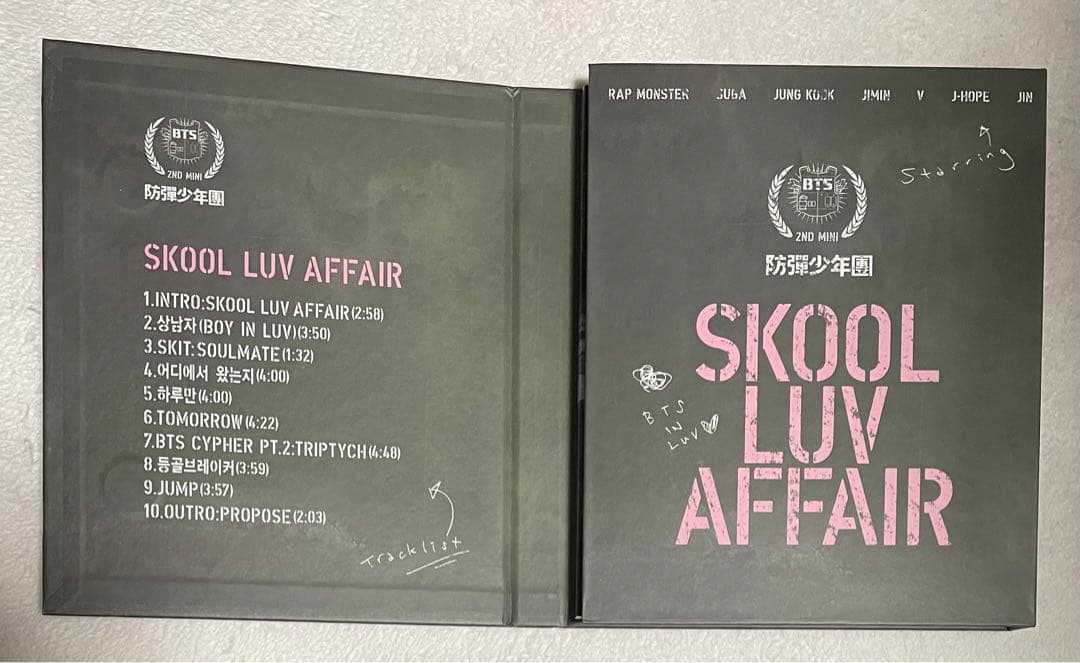 BTS
2ND MINI
防彈少年團
SKOOL LUV AFFAIR
1.INTRO:SKOOL LUV AFFAIR(2:58)
2.상남자(BOY IN LUV)(3:50)
3.SKIT:SOULMATE(1:32)
4.어디에서 왔는지(4:00)
5.하루만(4:00)
6.TOMORROW(4:22)
7.BTS CYPHER PT.2:TRIPTYCH(4:48)
8.등골브레이커(3:59)
9.JUMP(3:57)
10.OUTRO:PROPOSE(2:03)
Tracklist
RAP MONSTER SUGA JUNG KOOK JIMIN V J-HOPE JIN
Starring
BTS
2ND MINI
防彈少年團
SKOOL
LUV
AFFAIR
BTS
IN
LUV